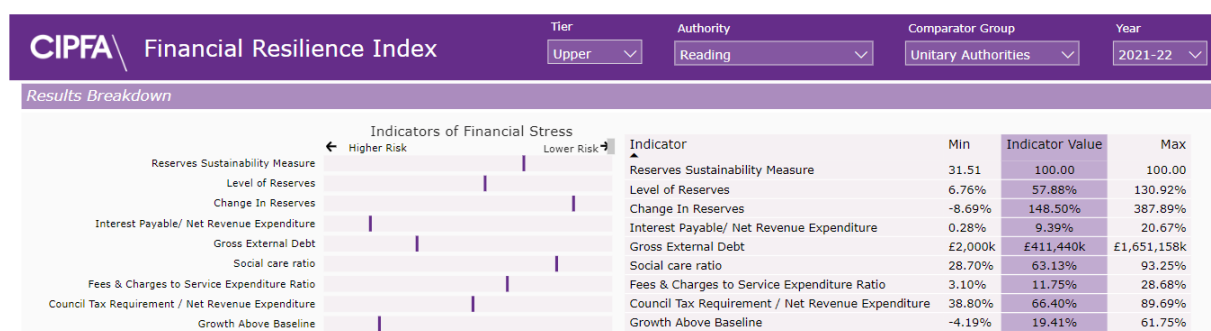 CIPFA\ Financial Resilience Index
Tier Authority Comparator Group Year
Upper Reading Unitary Authorities 2021-22
Results Breakdown
Indicators of Financial Stress
← Higher Risk Lower Risk →
Reserves Sustainability Measure
Level of Reserves
Change In Reserves
Interest Payable/ Net Revenue Expenditure
Gross External Debt
Social care ratio
Fees & Charges to Service Expenditure Ratio
Council Tax Requirement / Net Revenue Expenditure
Growth Above Baseline
Indicator Min Indicator Value Max
Reserves Sustainability Measure 31.51 100.00 100.00
Level of Reserves 6.76% 57.88% 130.92%
Change In Reserves -8.69% 148.50% 387.89%
Interest Payable/ Net Revenue Expenditure 0.28% 9.39% 20.67%
Gross External Debt £2,000k £411,440k £1,651,158k
Social care ratio 28.70% 63.13% 93.25%
Fees & Charges to Service Expenditure Ratio 3.10% 11.75% 28.68%
Council Tax Requirement / Net Revenue Expenditure 38.80% 66.40% 89.69%
Growth Above Baseline -4.19% 19.41% 61.75%